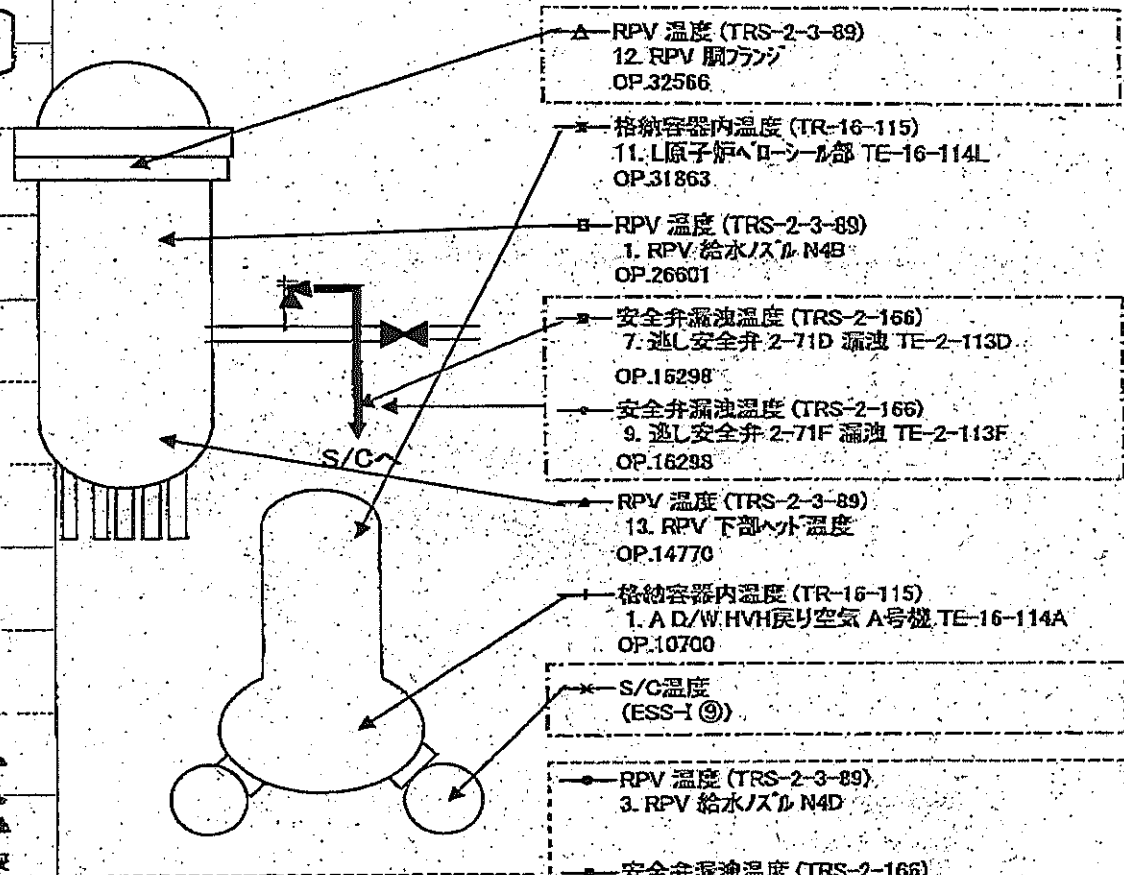 RPV 温度 (TRS-2-3-89)
12. RPV 胴フランジ
OP.32566
格納容器内温度 (TR-16-115)
11. L原子炉ベローシール部 TE-16-114L
OP.31863
RPV 温度 (TRS-2-3-89)
1. RPV 給水ノズル N4B
OP.26601
安全弁漏洩温度 (TRS-2-166)
7. 逃し安全弁 2-71D 漏洩 TE-2-113D
OP.16298
安全弁漏洩温度 (TRS-2-166)
9. 逃し安全弁 2-71F 漏洩 TE-2-113F
OP.16298
S/Cへ
RPV 温度 (TRS-2-3-89)
13. RPV 下部ヘッド温度
OP.14770
格納容器内温度 (TR-16-115)
1. A D/W HVH戻り空気 A号機 TE-16-114A
OP.10700
S/C温度
(ESS-I ⑨)
RPV 温度 (TRS-2-3-89)
3. RPV 給水ノズル N4D
安全弁漏洩温度 (TRS-2-166)